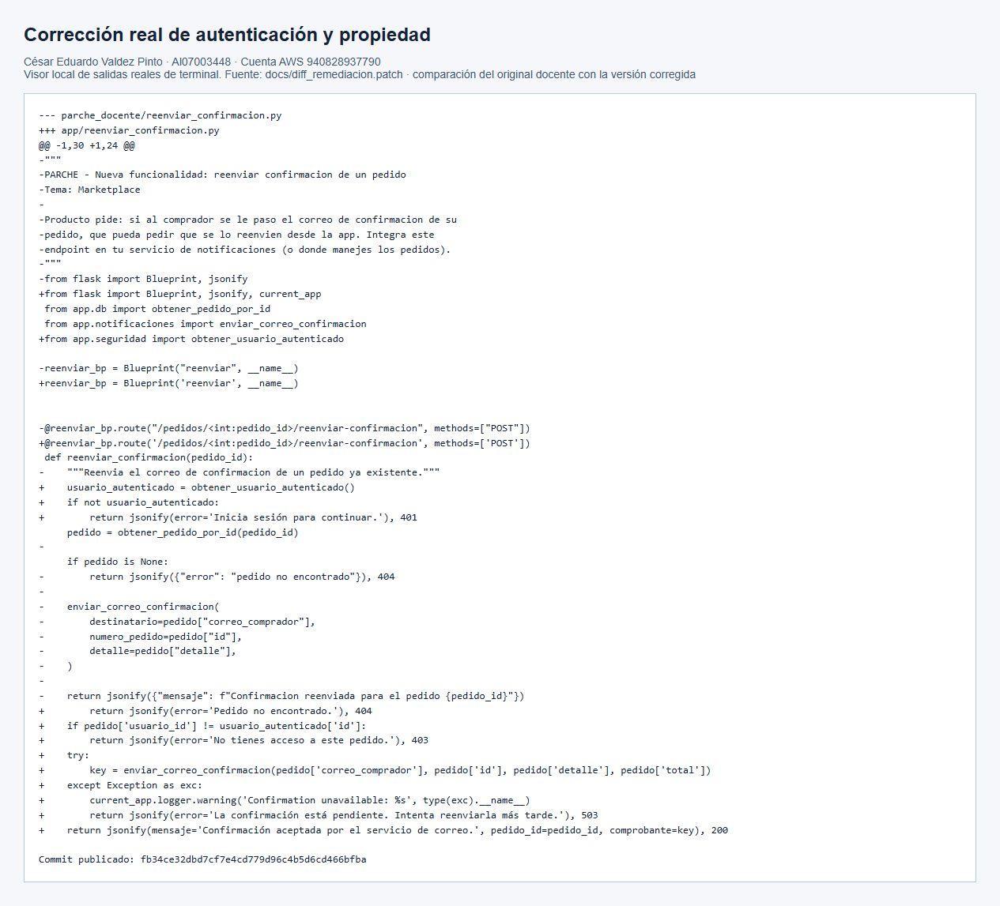 Corrección real de autenticación y propiedad
César Eduardo Valdez Pinto · AI07003448 · Cuenta AWS 940828937790
Visor local de salidas reales de terminal. Fuente: docs/diff_remediacion.patch · comparación del original docente con la versión corregida
--- parche_docente/reenviar_confirmacion.py
+++ app/reenviar_confirmacion.py
@@ -1,30 +1,24 @@
-"""
-PARCHE - Nueva funcionalidad: reenviar confirmacion de un pedido
-Tema: Marketplace
-
-Producto pide: si al comprador se le paso el correo de confirmacion de su
-pedido, que pueda pedir que se lo reenvien desde la app. Integra este
-endpoint en tu servicio de notificaciones (o donde manejes los pedidos).
-"""
-from flask import Blueprint, jsonify
+from flask import Blueprint, jsonify, current_app
 from app.db import obtener_pedido_por_id
 from app.notificaciones import enviar_correo_confirmacion
+from app.seguridad import obtener_usuario_autenticado
-reenviar_bp = Blueprint("reenviar", __name__)
+reenviar_bp = Blueprint('reenviar', __name__)
-@reenviar_bp.route("/pedidos/<int:pedido_id>/reenviar-confirmacion", methods=["POST"])
+@reenviar_bp.route('/pedidos/<int:pedido_id>/reenviar-confirmacion', methods=['POST'])
 def reenviar_confirmacion(pedido_id):
-    """Reenvia el correo de confirmacion de un pedido ya existente."""
+    usuario_autenticado = obtener_usuario_autenticado()
+    if not usuario_autenticado:
+        return jsonify(error='Inicia sesión para continuar.'), 401
     pedido = obtener_pedido_por_id(pedido_id)
-
     if pedido is None:
-        return jsonify({"error": "pedido no encontrado"}), 404
-
-    enviar_correo_confirmacion(
-        destinatario=pedido["correo_comprador"],
-        numero_pedido=pedido["id"],
-        detalle=pedido["detalle"],
-    )
-
-    return jsonify({"mensaje": f"Confirmacion reenviada para el pedido {pedido_id}"})
+        return jsonify(error='Pedido no encontrado.'), 404
+    if pedido['usuario_id'] != usuario_autenticado['id']:
+        return jsonify(error='No tienes acceso a este pedido.'), 403
+    try:
+        key = enviar_correo_confirmacion(pedido['correo_comprador'], pedido['id'], pedido['detalle'], pedido['total'])
+    except Exception as exc:
+        current_app.logger.warning('Confirmation unavailable: %s', type(exc).__name__)
+        return jsonify(error='La confirmación está pendiente. Intenta reenviarla más tarde.'), 503
+    return jsonify(mensaje='Confirmación aceptada por el servicio de correo.', pedido_id=pedido_id, comprobante=key), 200
Commit publicado: fb34ce32dbd7cf7e4cd779d96c4b5d6cd466bfba